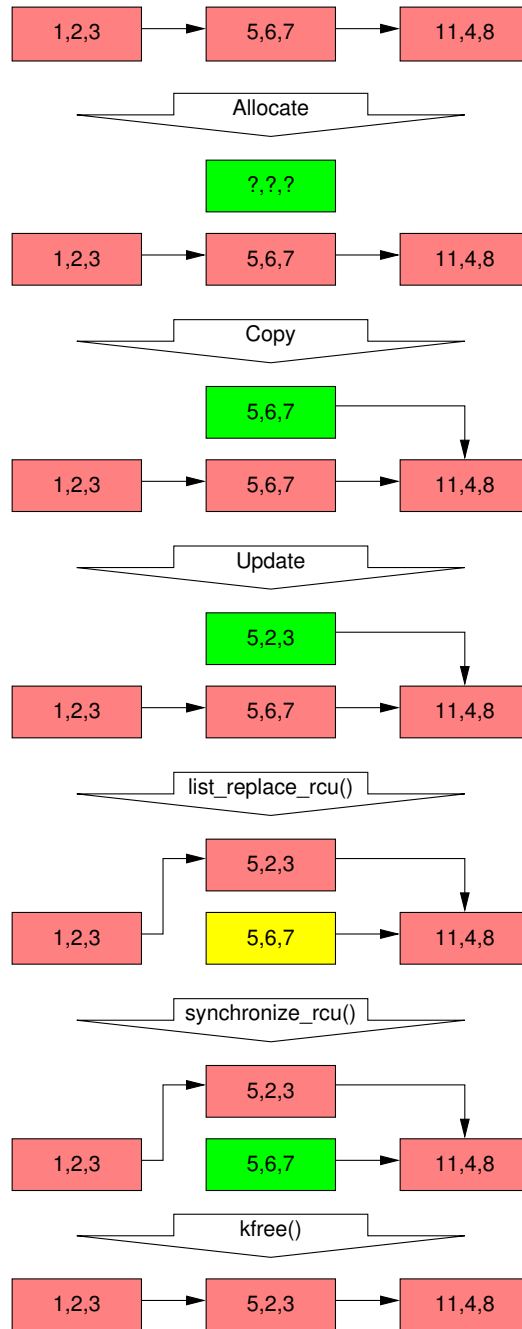 1,2,3 5,6,7 11,4,8
Allocate
?,?,?
1,2,3 5,6,7 11,4,8
Copy
5,6,7
1,2,3 5,6,7 11,4,8
Update
5,2,3
1,2,3 5,6,7 11,4,8
list_replace_rcu()
5,2,3
1,2,3 5,6,7 11,4,8
synchronize_rcu()
5,2,3
1,2,3 5,6,7 11,4,8
kfree()
1,2,3 5,2,3 11,4,8